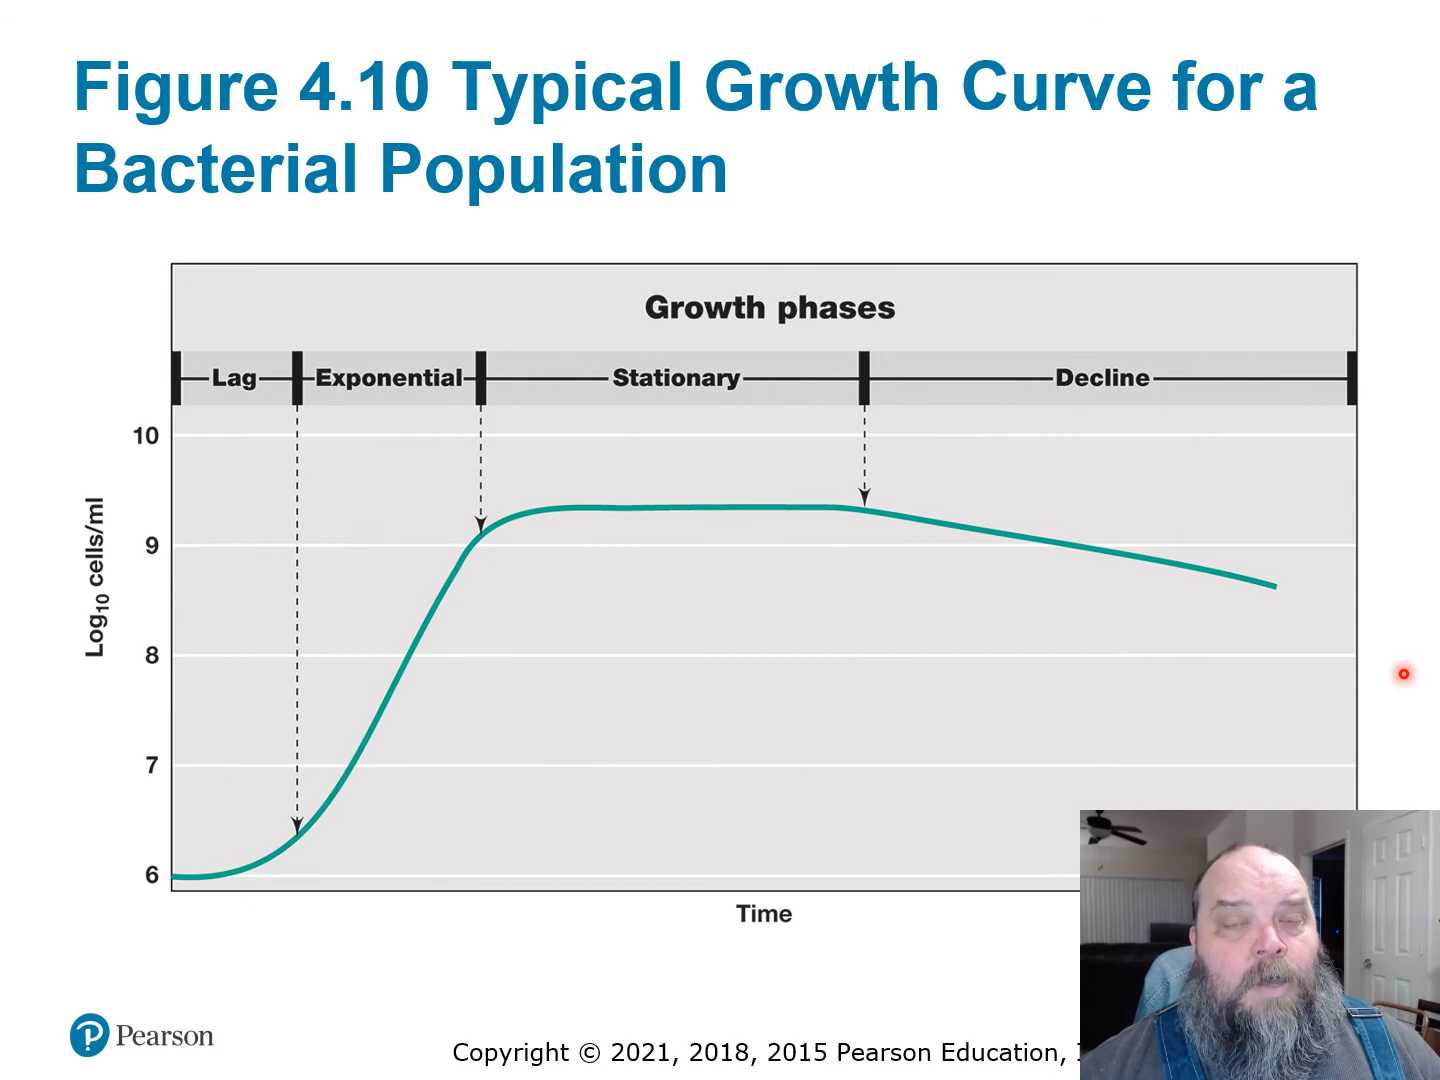 Figure 4.10 Typical Growth Curve for a
Bacterial Population
Growth phases
Lag Exponential Stationary Decline
10
9
8
7
6
Log10 cells/ml
Time
Pearson
Copyright © 2021, 2018, 2015 Pearson Education,